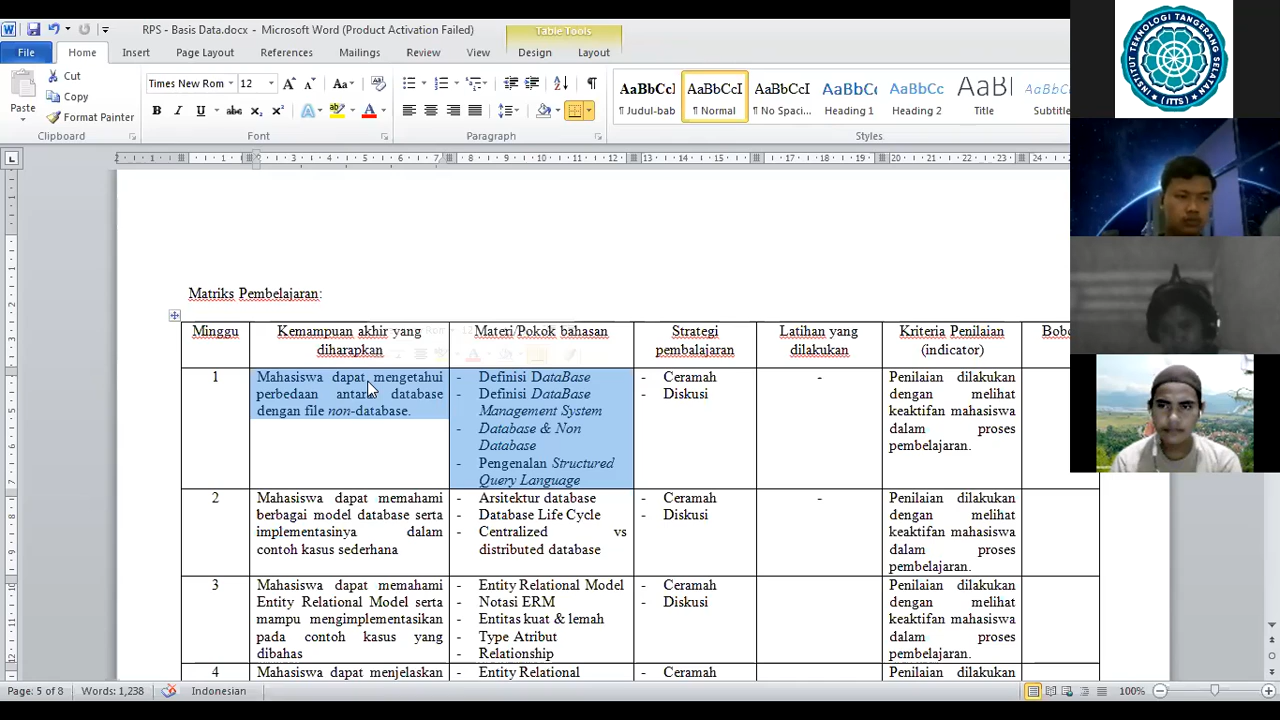 RPS - Basis Data.docx - Microsoft Word (Product Activation Failed)
Table Tools
File Home Insert Page Layout References Mailings Review View Design Layout
Paste
Cut
Copy
Format Painter
Clipboard
Times New Rom 12
Font
Paragraph
AaBbCcI ¶ Judul-bab
AaBbCcI ¶ Normal
AaBbCcI ¶ No Spaci...
AaBbC Heading 1
AaBbCc Heading 2
AaB Title
AaBbCc Subtitle
Styles
INSTITUT TEKNOLOGI TANGERANG SELATAN
(ITTS)
Matriks Pembelajaran:
Minggu
Kemampuan akhir yang
diharapkan
Materi/Pokok bahasan
Strategi
pembalajaran
Latihan yang
dilakukan
Kriteria Penilaian
(indicator)
Bobo
1
Mahasiswa dapat mengetahui
perbedaan antara database
dengan file non-database.
- Definisi DataBase
- Definisi DataBase
Management System
- Database & Non
Database
- Pengenalan Structured
Query Language
- Ceramah
- Diskusi
-
Penilaian dilakukan
dengan melihat
keaktifan mahasiswa
dalam proses
pembelajaran.
2
Mahasiswa dapat memahami
berbagai model database serta
implementasinya dalam
contoh kasus sederhana
- Arsitektur database
- Database Life Cycle
- Centralized vs
distributed database
- Ceramah
- Diskusi
-
Penilaian dilakukan
dengan melihat
keaktifan mahasiswa
dalam proses
pembelajaran.
3
Mahasiswa dapat memahami
Entity Relational Model serta
mampu mengimplementasikan
pada contoh kasus yang
dibahas
- Entity Relational Model
- Notasi ERM
- Entitas kuat & lemah
- Type Atribut
- Relationship
- Ceramah
- Diskusi
Penilaian dilakukan
dengan melihat
keaktifan mahasiswa
dalam proses
pembelajaran.
4
Mahasiswa dapat menjelaskan
- Entity Relational
- Ceramah
Penilaian dilakukan
Page: 5 of 8 Words: 1,238 Indonesian 100%